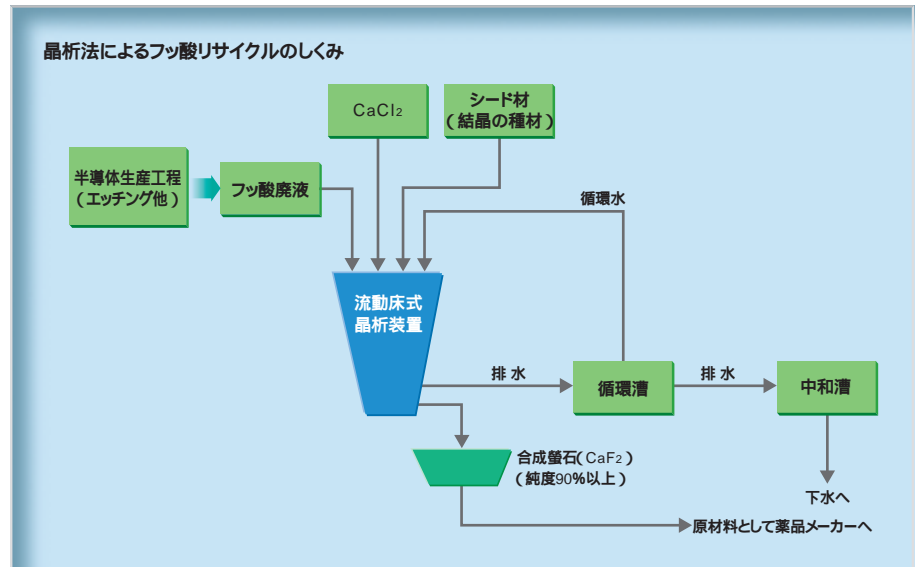 晶析法によるフッ酸リサイクルのしくみ
CaCl₂
シード材
（結晶の種材）
半導体生産工程
（エッチング他）
フッ酸廃液
循環水
流動床式
晶析装置
排 水
循環漕
排 水
中和漕
合成螢石（CaF₂）
（純度90%以上）
下水へ
原材料として薬品メーカーへ